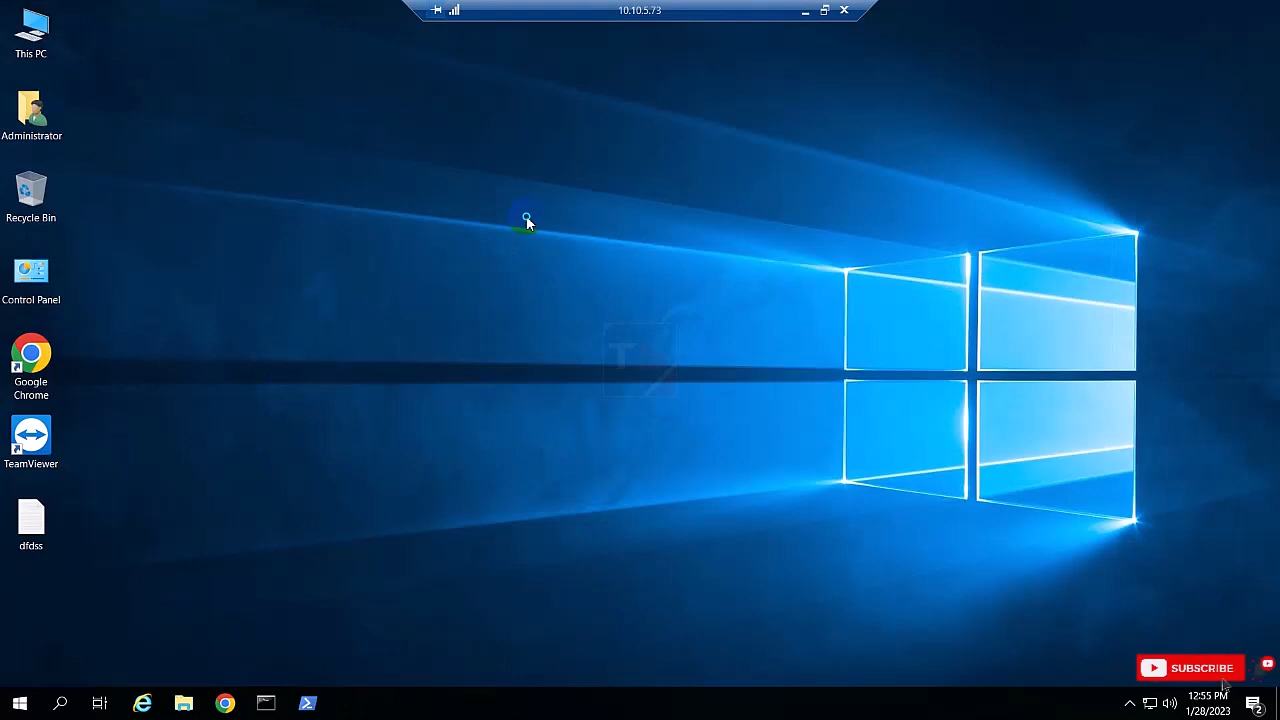 10.10.5.73
This PC
Administrator
Recycle Bin
Control Panel
Google
Chrome
TeamViewer
dfdss
SUBSCRIBE
12:55 PM
1/28/2023
2